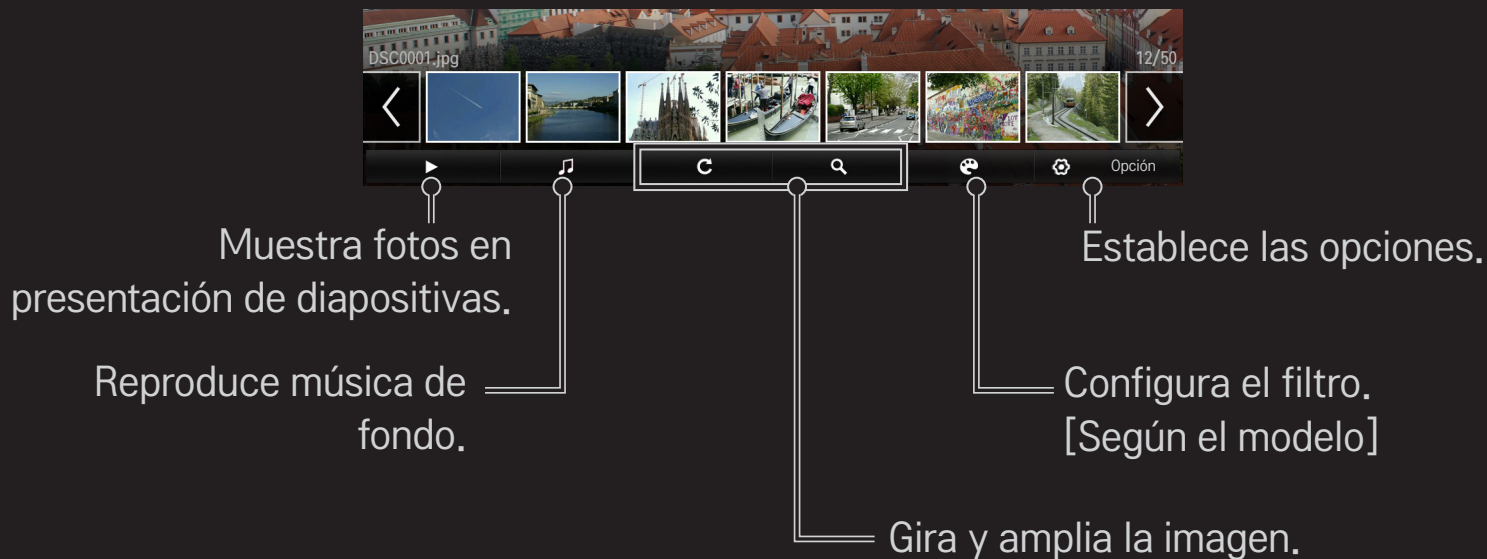 DSC0001.jpg
12/50
Opción
Muestra fotos en
presentación de diapositivas.
Establece las opciones.
Reproduce música de
fondo.
Configura el filtro.
[Según el modelo]
Gira y amplia la imagen.